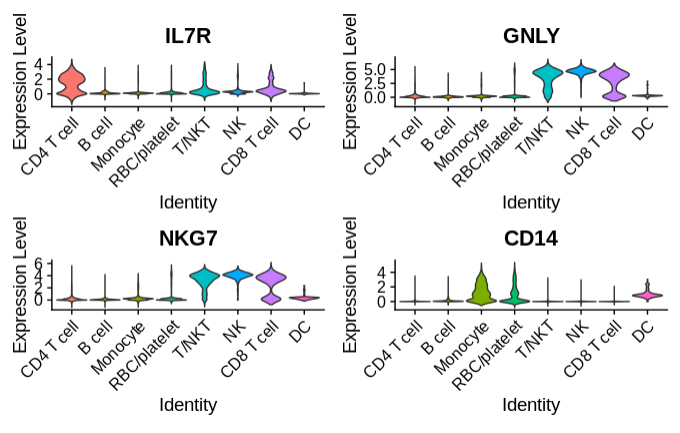 IL7R
Expression Level
4
2
0
CD4 T cell
B cell
Monocyte
RBC/platelet
T/NKT
NK
CD8 T cell
DC
Identity
GNLY
Expression Level
5.0
2.5
0.0
CD4 T cell
B cell
Monocyte
RBC/platelet
T/NKT
NK
CD8 T cell
DC
Identity
NKG7
Expression Level
6
4
2
0
CD4 T cell
B cell
Monocyte
RBC/platelet
T/NKT
NK
CD8 T cell
DC
Identity
CD14
Expression Level
4
2
0
CD4 T cell
B cell
Monocyte
RBC/platelet
T/NKT
NK
CD8 T cell
DC
Identity